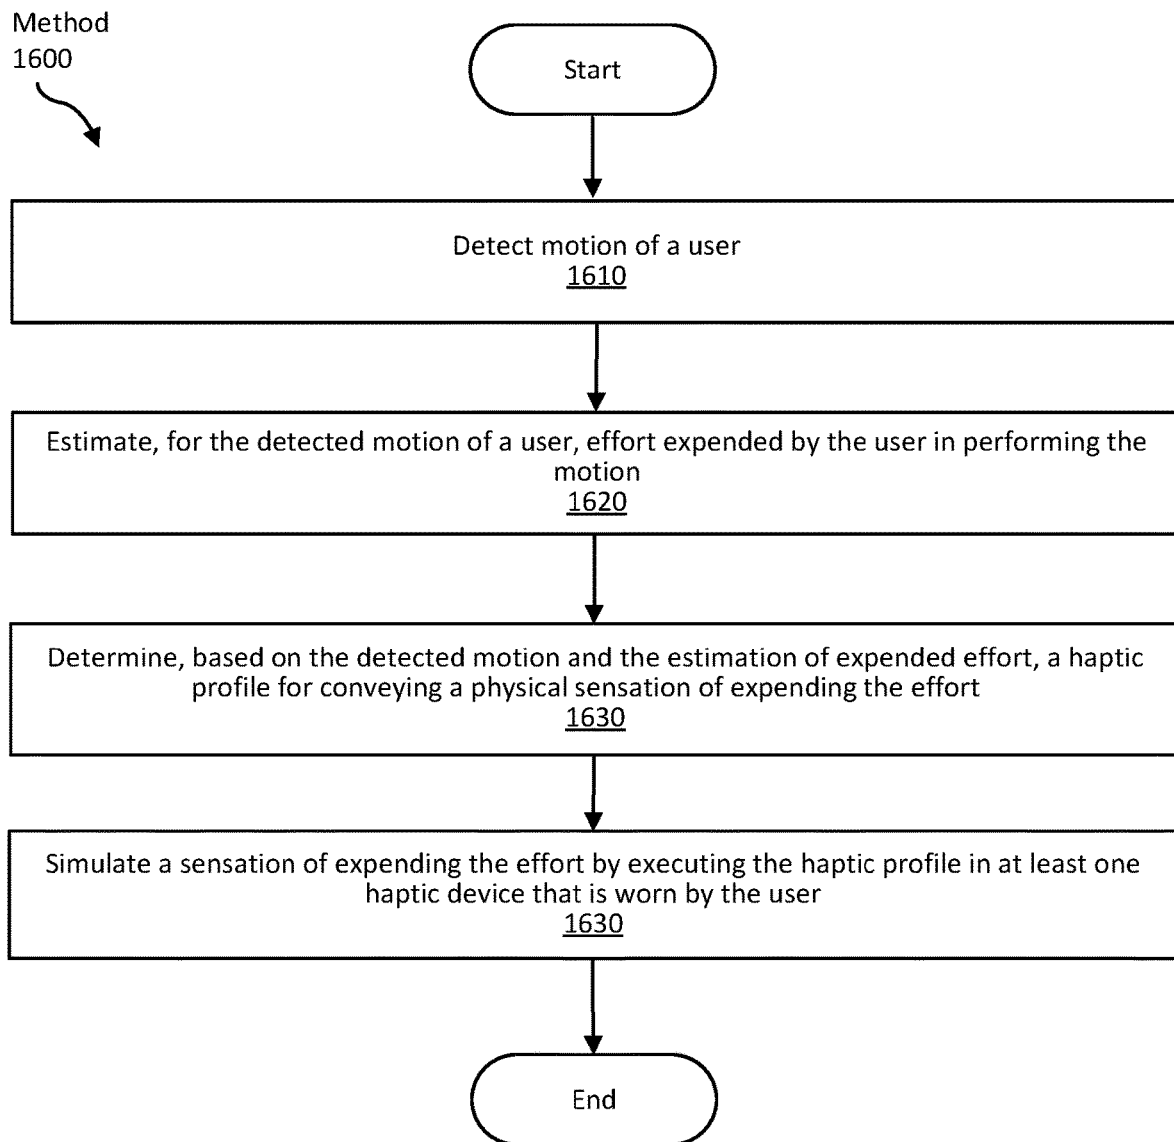 Method
1600
Start
Detect motion of a user
1610
Estimate, for the detected motion of a user, effort expended by the user in performing the
motion
1620
Determine, based on the detected motion and the estimation of expended effort, a haptic
profile for conveying a physical sensation of expending the effort
1630
Simulate a sensation of expending the effort by executing the haptic profile in at least one
haptic device that is worn by the user
1630
End